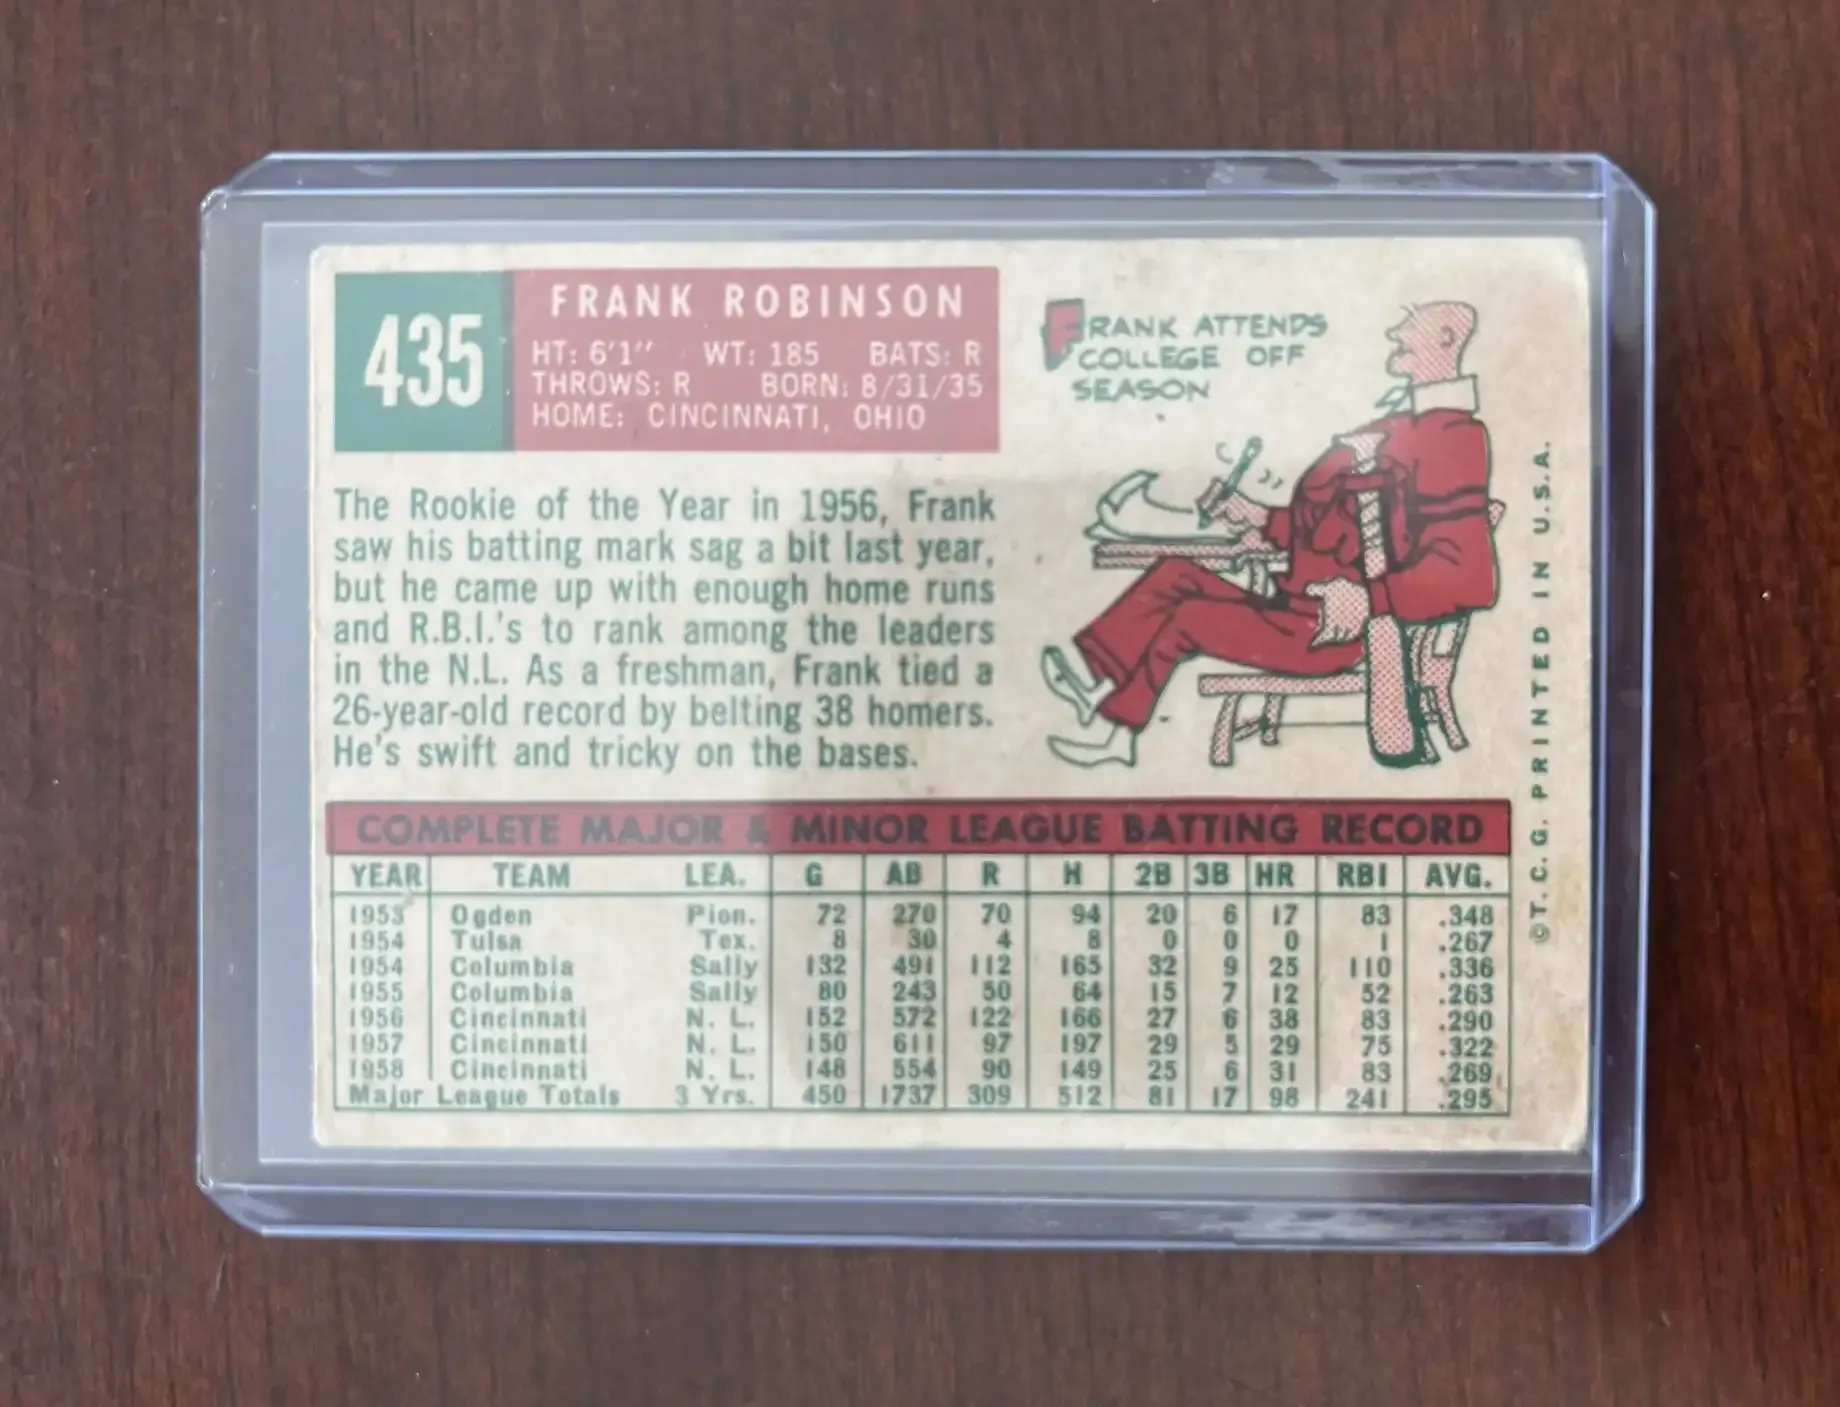 435
FRANK ROBINSON
HT: 6'1" WT: 185 BATS: R
THROWS: R BORN: 8/31/35
HOME: CINCINNATI, OHIO
FRANK ATTENDS
COLLEGE OFF
SEASON
The Rookie of the Year in 1956, Frank
saw his batting mark sag a bit last year,
but he came up with enough home runs
and R.B.I.'s to rank among the leaders
in the N.L. As a freshman, Frank tied a
26-year-old record by belting 38 homers.
He's swift and tricky on the bases.
COMPLETE MAJOR & MINOR LEAGUE BATTING RECORD
YEAR TEAM LEA. G AB R H 2B 3B HR RBI AVG.
1953 Ogden Pion. 72 270 70 94 20 6 17 83 .348
1954 Tulsa Tex. 8 30 4 8 0 0 0 1 .267
1954 Columbia Sally 132 491 112 165 32 9 25 110 .336
1955 Columbia Sally 80 243 50 64 15 7 12 52 .263
1956 Cincinnati N. L. 152 572 122 166 27 6 38 83 .290
1957 Cincinnati N. L. 150 611 97 197 29 5 29 75 .322
1958 Cincinnati N. L. 148 554 90 149 25 6 31 83 .269
Major League Totals 3 Yrs. 450 1737 309 512 81 17 98 241 .295
©T. C. G. PRINTED IN U.S.A.